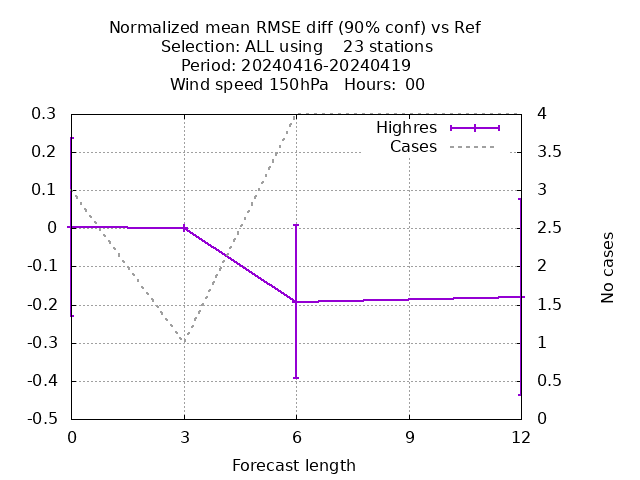 Normalized mean RMSE diff (90% conf) vs Ref
Selection: ALL using    23 stations
Period: 20240416-20240419
Wind speed 150hPa   Hours:  00
Highres
Cases
0.3
0.2
0.1
0
-0.1
-0.2
-0.3
-0.4
-0.5
4
3.5
3
2.5
2
1.5
1
0.5
0
No cases
0 3 6 9 12
Forecast length